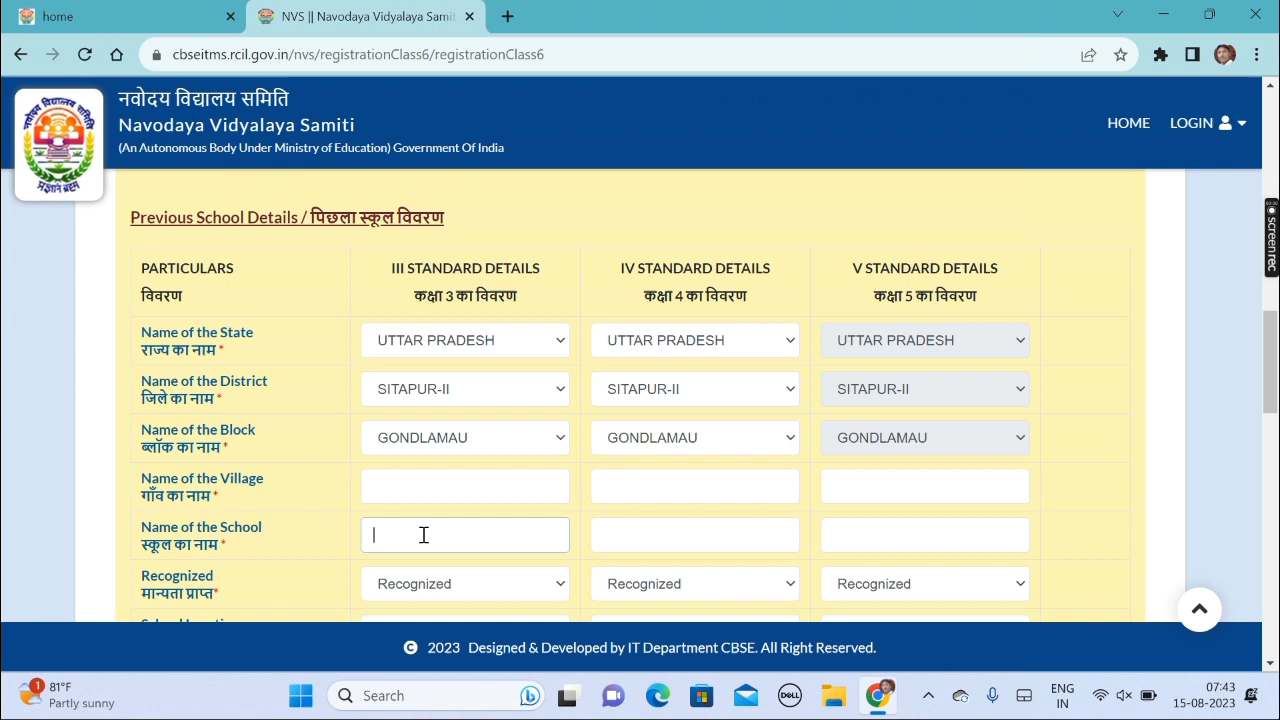 home
NVS || Navodaya Vidyalaya Samit
cbseitms.rcil.gov.in/nvs/registrationClass6/registrationClass6
नवोदय विद्यालय समिति
Navodaya Vidyalaya Samiti
(An Autonomous Body Under Ministry of Education) Government Of India
HOME LOGIN
प्रज्ञानं ब्रह्म
Previous School Details / पिछला स्कूल विवरण
PARTICULARS III STANDARD DETAILS IV STANDARD DETAILS V STANDARD DETAILS
विवरण कक्षा 3 का विवरण कक्षा 4 का विवरण कक्षा 5 का विवरण
Name of the State
राज्य का नाम * UTTAR PRADESH UTTAR PRADESH UTTAR PRADESH
Name of the District
जिले का नाम * SITAPUR-II SITAPUR-II SITAPUR-II
Name of the Block
ब्लॉक का नाम * GONDLAMAU GONDLAMAU GONDLAMAU
Name of the Village
गाँव का नाम *
Name of the School
स्कूल का नाम *
Recognized
मान्यता प्राप्त* Recognized Recognized Recognized
screenrec
© 2023 Designed & Developed by IT Department CBSE. All Right Reserved.
1
81°F
Partly sunny
Search
DELL
ENG
IN
07:43
15-08-2023